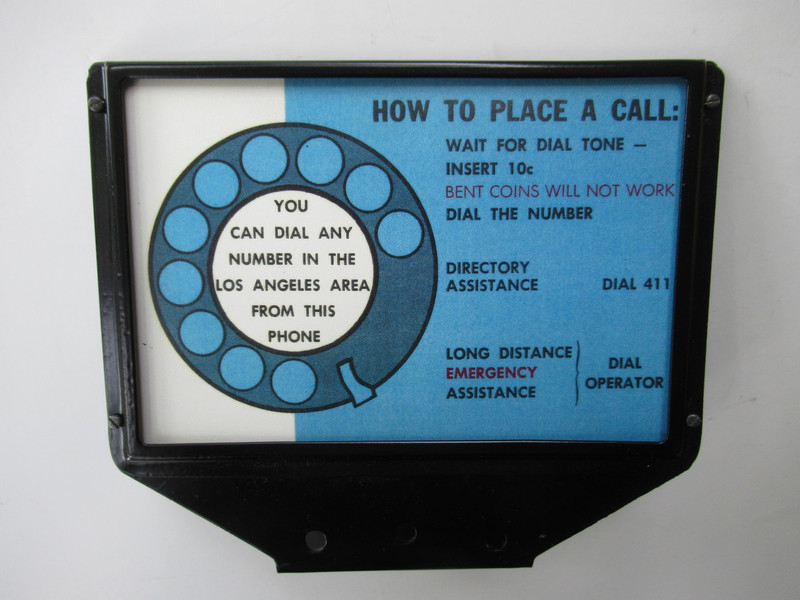 HOW TO PLACE A CALL:
WAIT FOR DIAL TONE —
INSERT 10c
BENT COINS WILL NOT WORK
DIAL THE NUMBER
YOU
CAN DIAL ANY
NUMBER IN THE
LOS ANGELES AREA
FROM THIS
PHONE
DIRECTORY
ASSISTANCE DIAL 411
LONG DISTANCE
EMERGENCY
ASSISTANCE
DIAL
OPERATOR